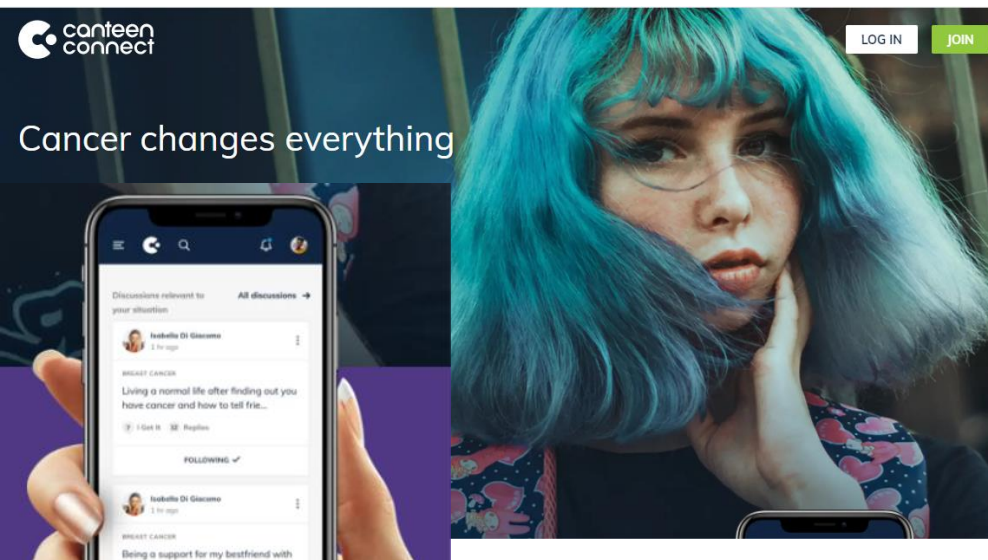 canteen
connect
LOG IN
JOIN
Cancer changes everything
Discussions relevant to
your situation
All discussions →
Isabella Di Giacomo
1 hr ago
BREAST CANCER
Living a normal life after finding out you
have cancer and how to tell frie...
7 I Get It 12 Replies
FOLLOWING ✓
Isabella Di Giacomo
1 hr ago
BREAST CANCER
Being a support for my bestfriend with